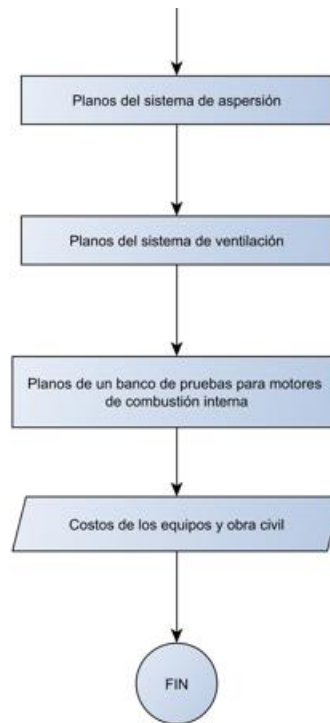 Planos del sistema de aspersión
Planos del sistema de ventilación
Planos de un banco de pruebas para motores
de combustión interna
Costos de los equipos y obra civil
FIN